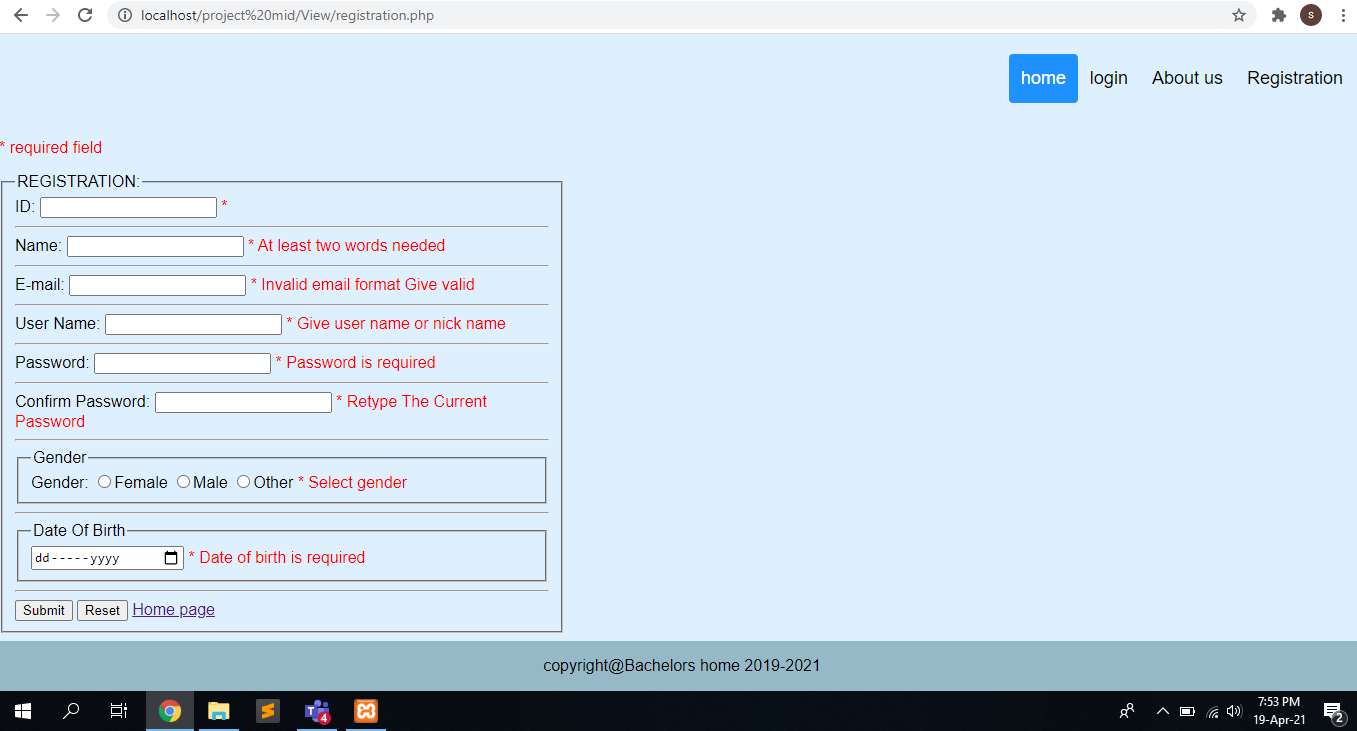 localhost/project%20mid/View/registration.php
S
home login About us Registration
* required field
REGISTRATION:
ID: *
Name: * At least two words needed
E-mail: * Invalid email format Give valid
User Name: * Give user name or nick name
Password: * Password is required
Confirm Password: * Retype The Current
Password
Gender
Gender: Female Male Other * Select gender
Date Of Birth
dd-----yyyy * Date of birth is required
Submit Reset Home page
copyright@Bachelors home 2019-2021
7:53 PM
T 4 19-Apr-21 2